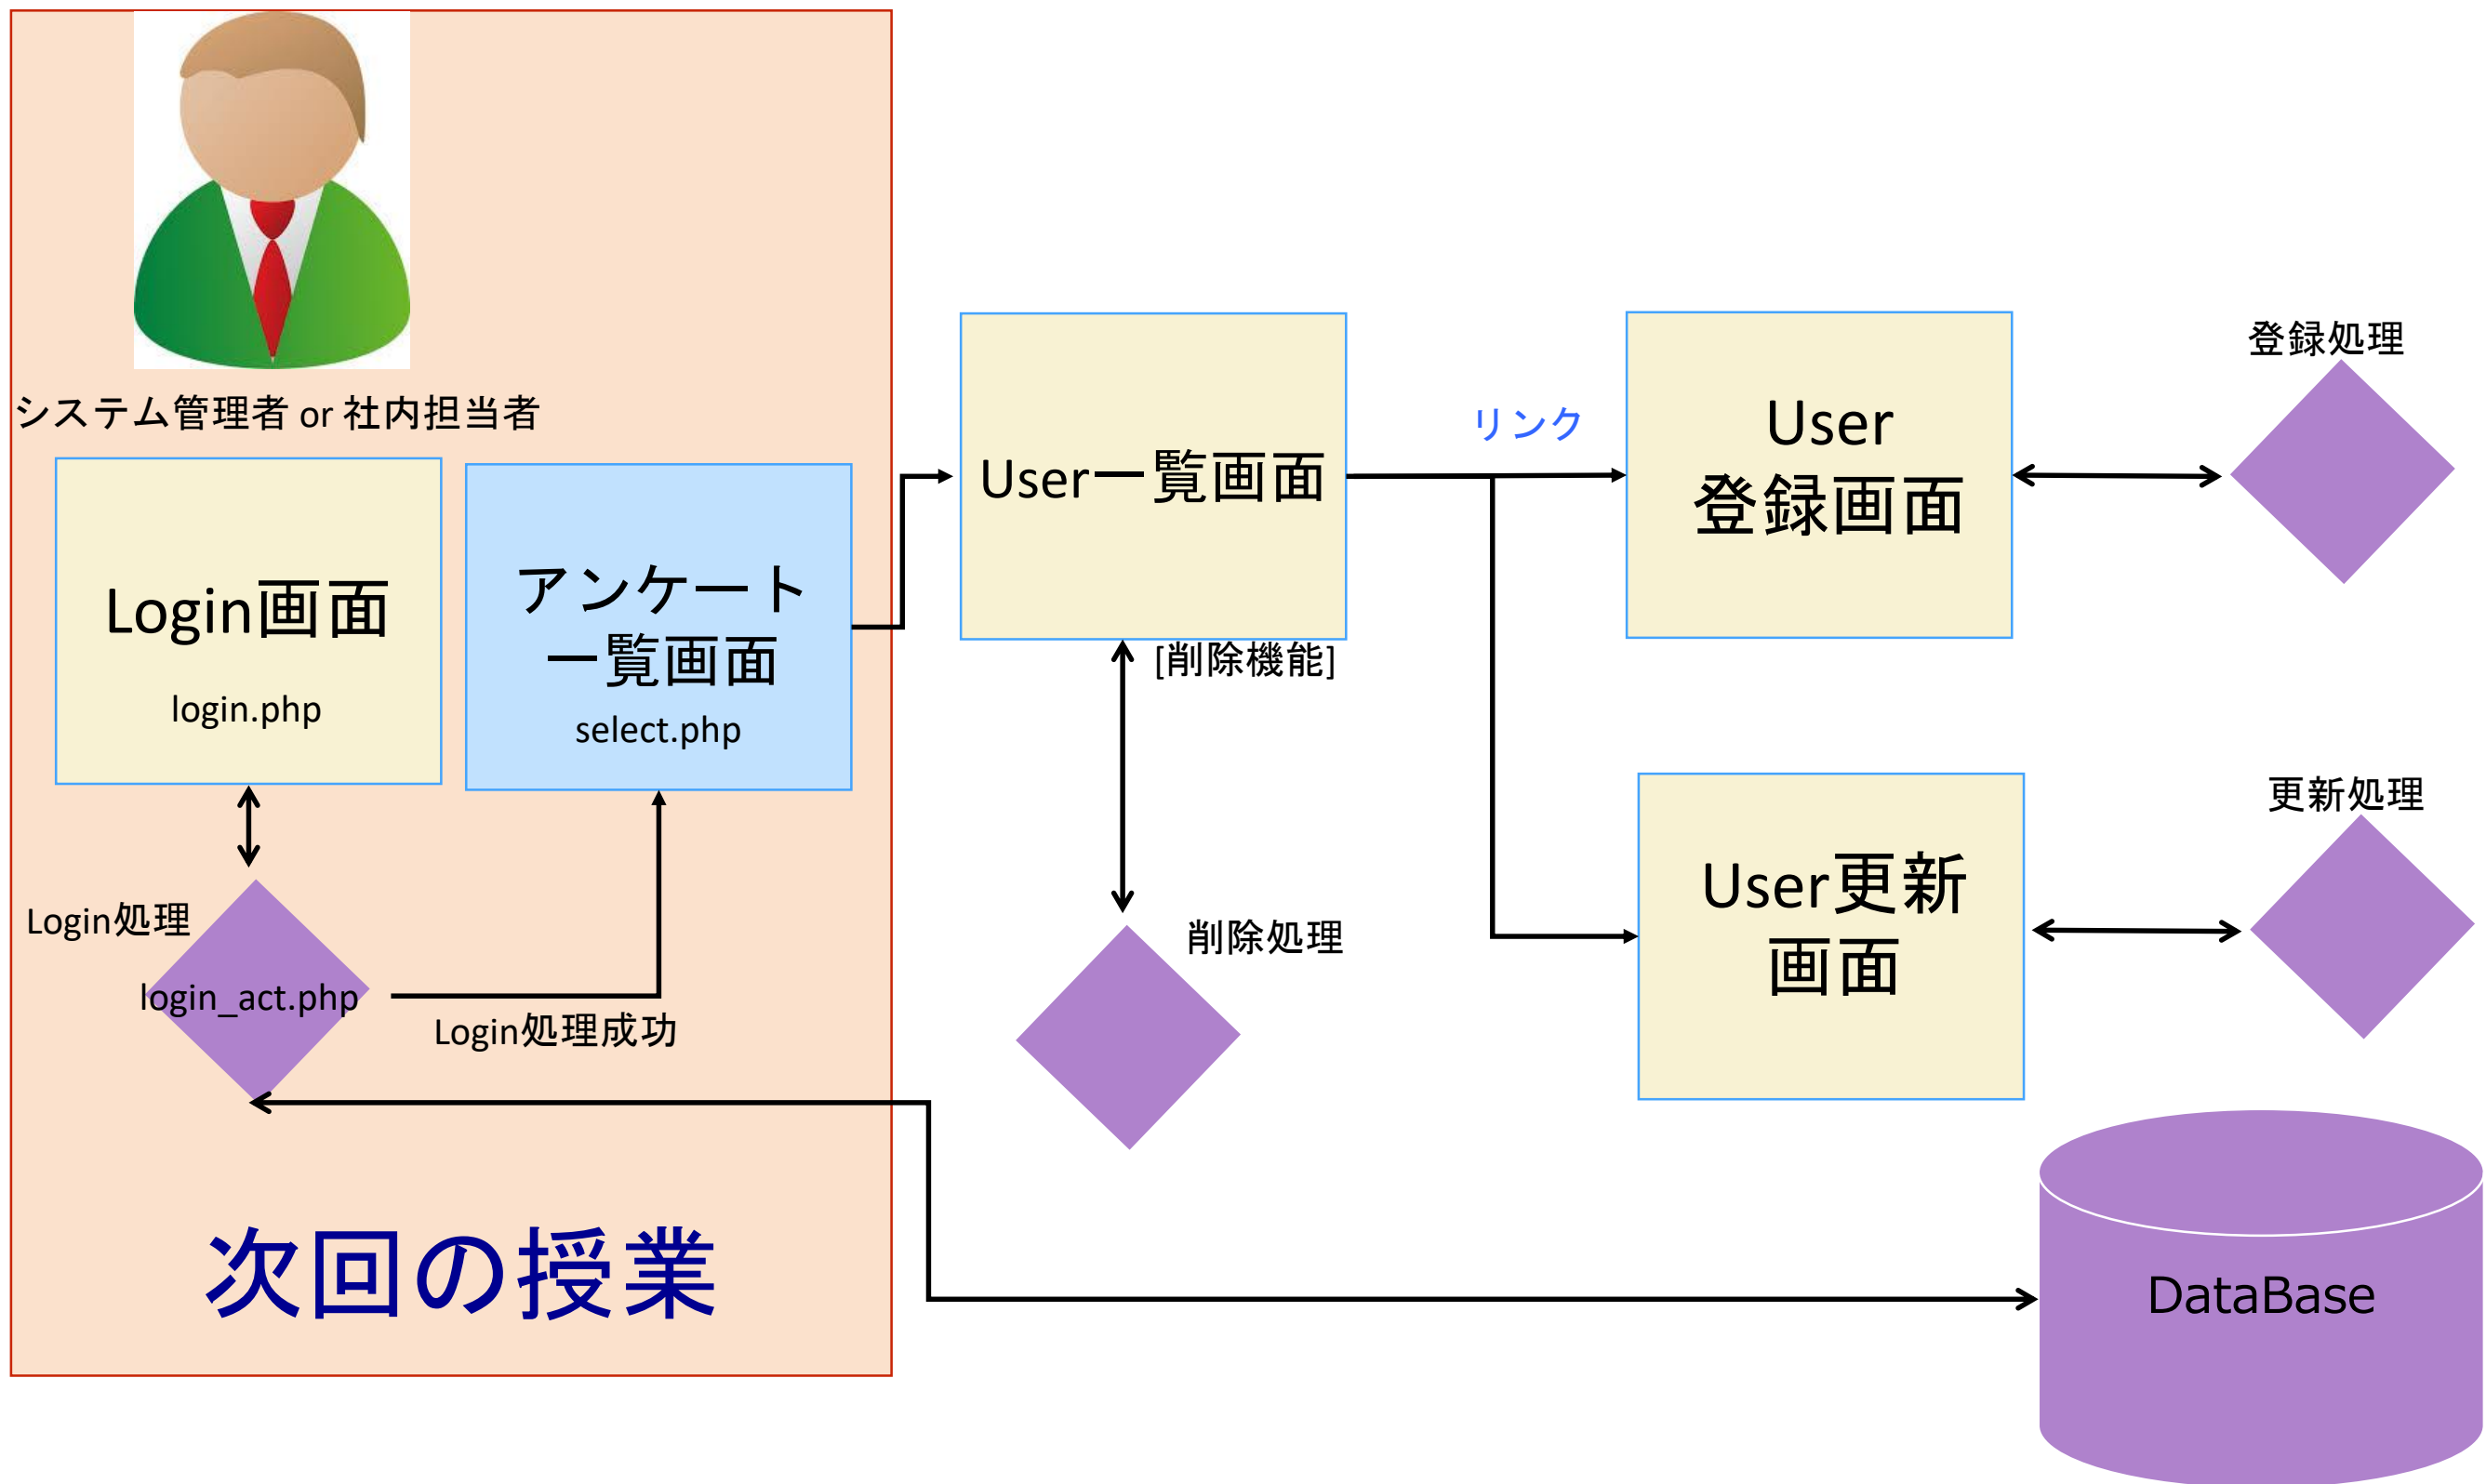 システム管理者 or 社内担当者
Login画面
login.php
アンケート
一覧画面
select.php
Login処理
login_act.php
Login処理成功
次回の授業
User一覧画面
[削除機能]
削除処理
リンク
User
登録画面
登録処理
User更新
画面
更新処理
DataBase